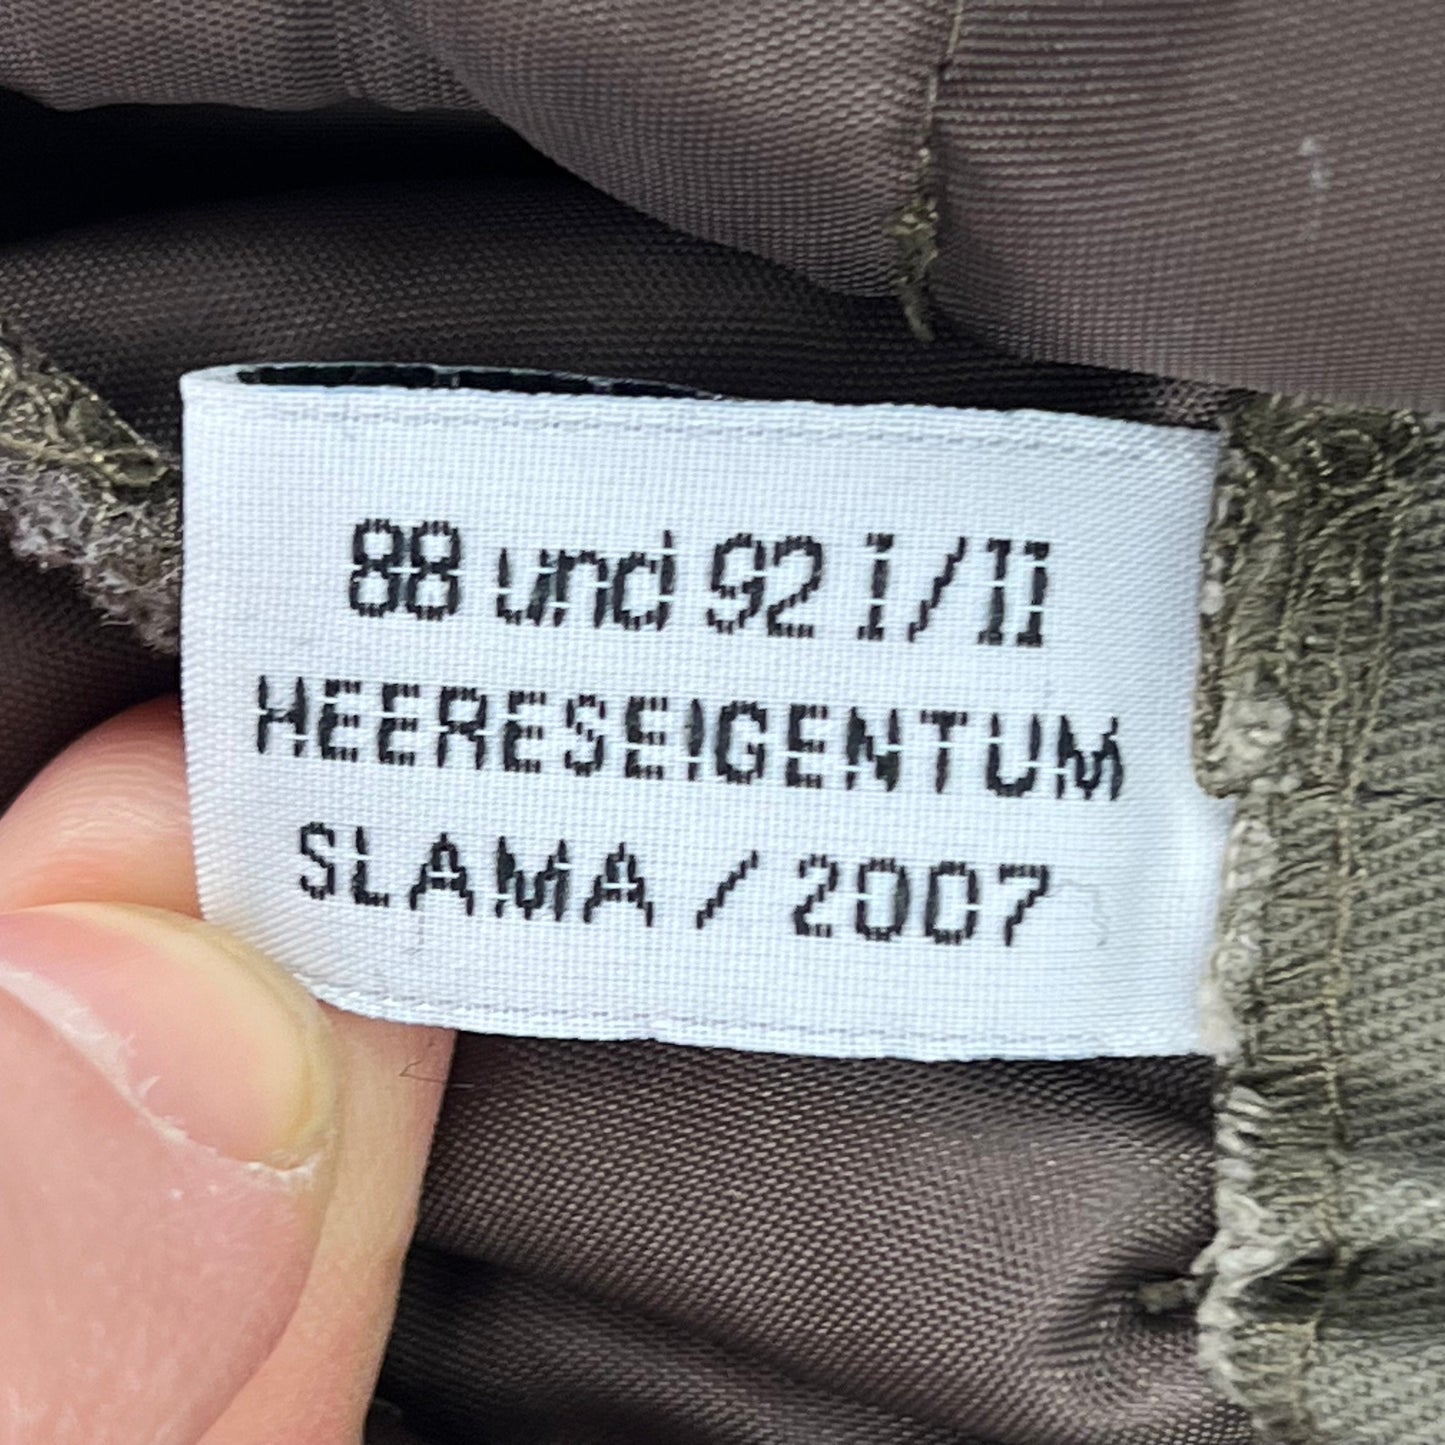 88 und 92 I/II
HEERESEIGENTUM
SLAMA / 2007